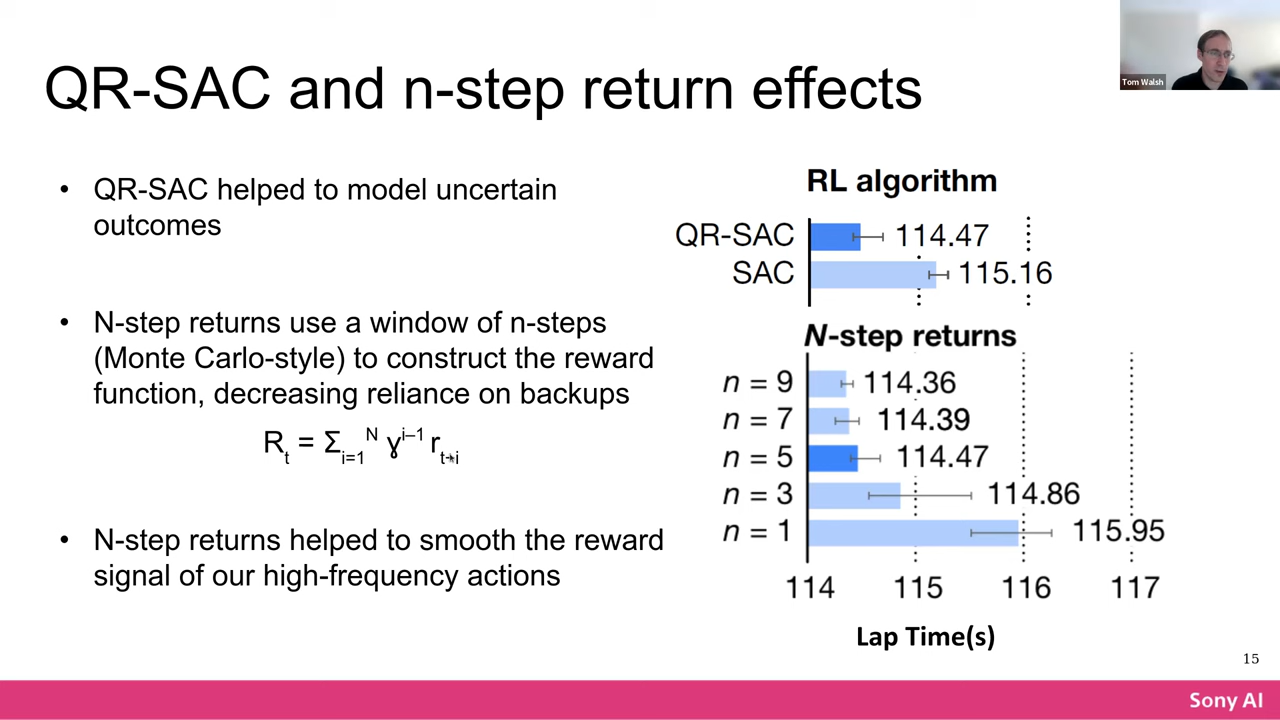 QR-SAC and n-step return effects
Tom Walsh
• QR-SAC helped to model uncertain
outcomes
• N-step returns use a window of n-steps
(Monte Carlo-style) to construct the reward
function, decreasing reliance on backups
Rₜ = Σᵢ₌₁ᴺ ɣⁱ⁻¹ rₜ₊ᵢ
• N-step returns helped to smooth the reward
signal of our high-frequency actions
RL algorithm
QR-SAC 114.47
SAC 115.16
N-step returns
n = 9 114.36
n = 7 114.39
n = 5 114.47
n = 3 114.86
n = 1 115.95
114 115 116 117
Lap Time(s)
15
Sony AI